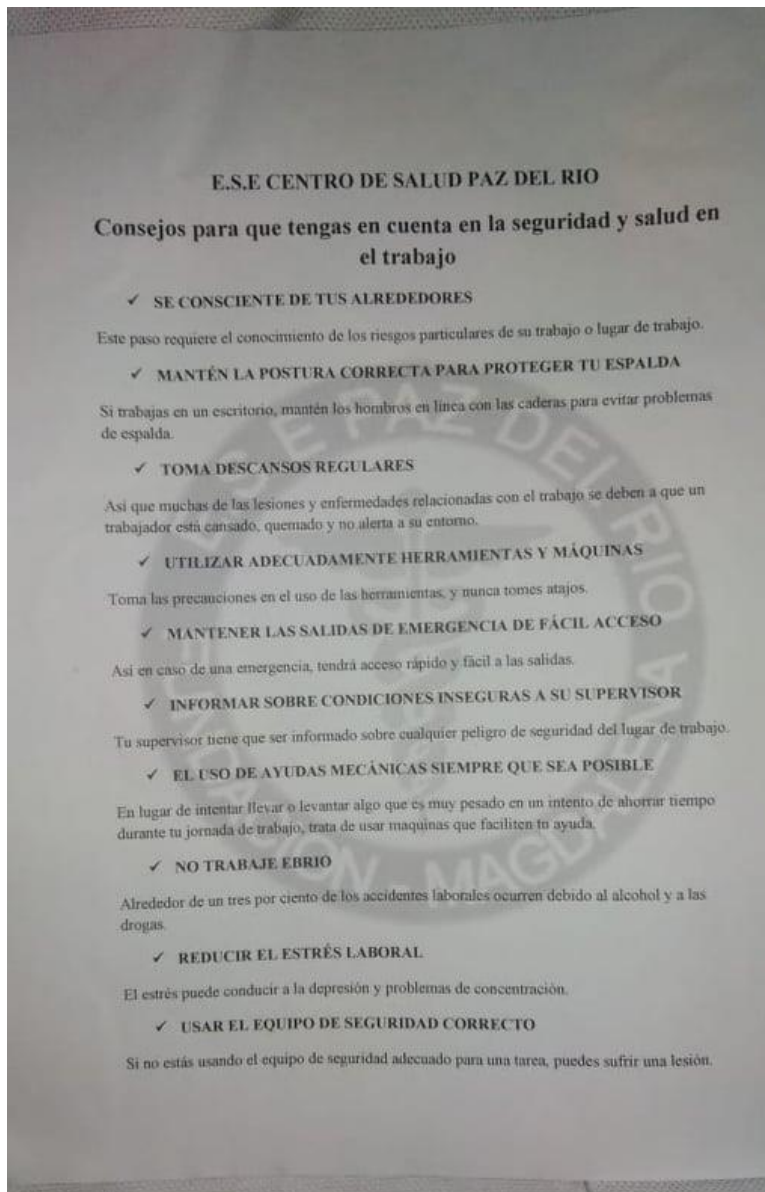 E.S.E CENTRO DE SALUD PAZ DEL RIO
Consejos para que tengas en cuenta en la seguridad y salud en
el trabajo
✓ SE CONSCIENTE DE TUS ALREDEDORES
Este paso requiere el conocimiento de los riesgos particulares de su trabajo o lugar de trabajo.
✓ MANTÉN LA POSTURA CORRECTA PARA PROTEGER TU ESPALDA
Si trabajas en un escritorio, mantén los hombros en línea con las caderas para evitar problemas
de espalda.
✓ TOMA DESCANSOS REGULARES
Así que muchas de las lesiones y enfermedades relacionadas con el trabajo se deben a que un
trabajador está cansado, quemado y no alerta a su entorno.
✓ UTILIZAR ADECUADAMENTE HERRAMIENTAS Y MÁQUINAS
Toma las precauciones en el uso de las herramientas, y nunca tomes atajos.
✓ MANTENER LAS SALIDAS DE EMERGENCIA DE FÁCIL ACCESO
Así en caso de una emergencia, tendrá acceso rápido y fácil a las salidas.
✓ INFORMAR SOBRE CONDICIONES INSEGURAS A SU SUPERVISOR
Tu supervisor tiene que ser informado sobre cualquier peligro de seguridad del lugar de trabajo.
✓ EL USO DE AYUDAS MECÁNICAS SIEMPRE QUE SEA POSIBLE
En lugar de intentar llevar o levantar algo que es muy pesado en un intento de ahorrar tiempo
durante tu jornada de trabajo, trata de usar maquinas que faciliten tu ayuda.
✓ NO TRABAJE EBRIO
Alrededor de un tres por ciento de los accidentes laborales ocurren debido al alcohol y a las
drogas.
✓ REDUCIR EL ESTRÉS LABORAL
El estrés puede conducir a la depresión y problemas de concentración.
✓ USAR EL EQUIPO DE SEGURIDAD CORRECTO
Si no estás usando el equipo de seguridad adecuado para una tarea, puedes sufrir una lesión.
E PAZ DEL RIO
FUNDACION MAGDALENA